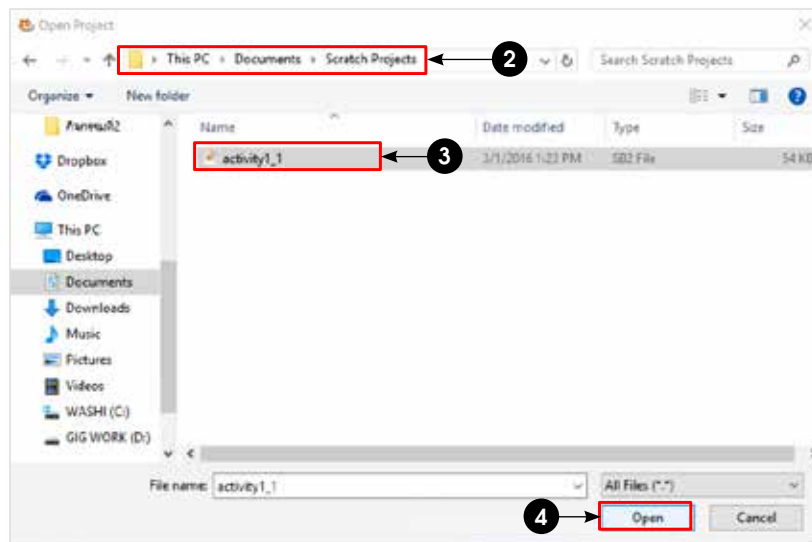 Open Project
This PC › Documents › Scratch Projects
2
Search Scratch Projects
Organize
New folder
Name
Date modified
Type
Size
activity1_1
3
3/1/2016 1:23 PM
SB2 File
54 KB
Dropbox
OneDrive
This PC
Desktop
Documents
Downloads
Music
Pictures
Videos
WASHI (C:)
GIG WORK (D:)
File name: activity1_1
All Files (*.*)
4
Open
Cancel